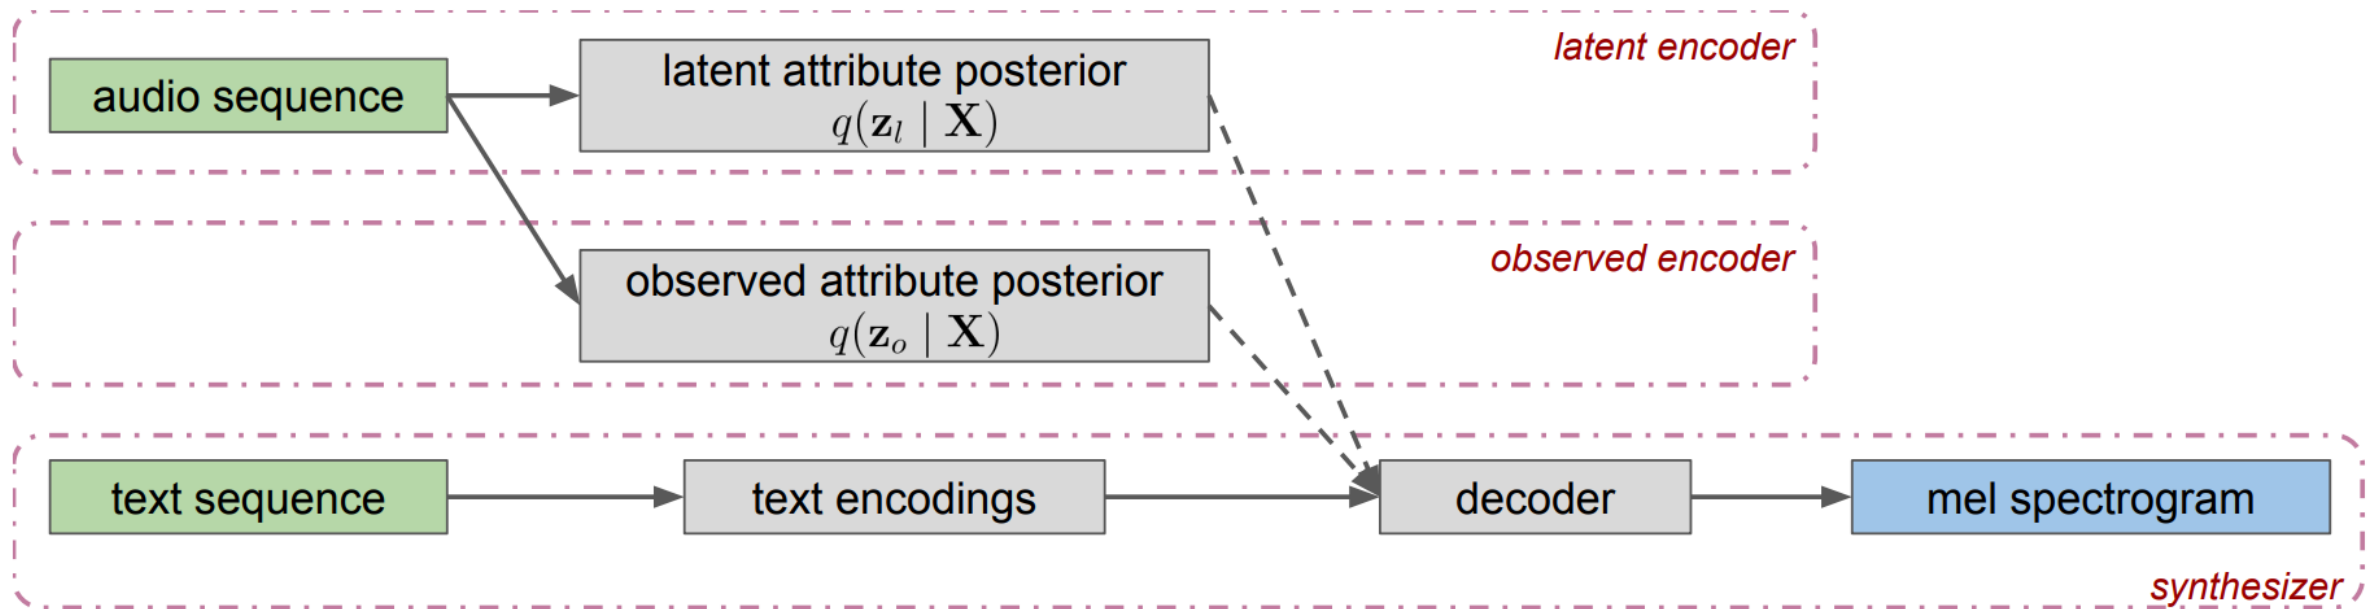 latent encoder
audio sequence
latent attribute posterior
q(z_l | X)
observed encoder
observed attribute posterior
q(z_o | X)
text sequence
text encodings
decoder
mel spectrogram
synthesizer